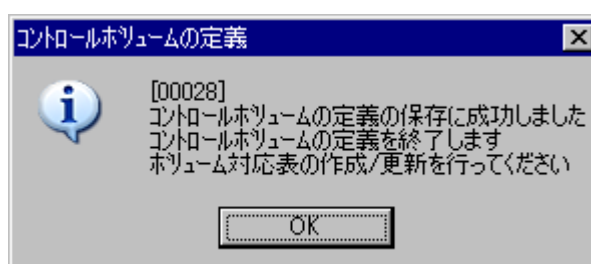 コントロールボリュームの定義
[00028]
コントロールボリュームの定義の保存に成功しました
コントロールボリュームの定義を終了します
ボリューム対応表の作成/更新を行ってください
OK